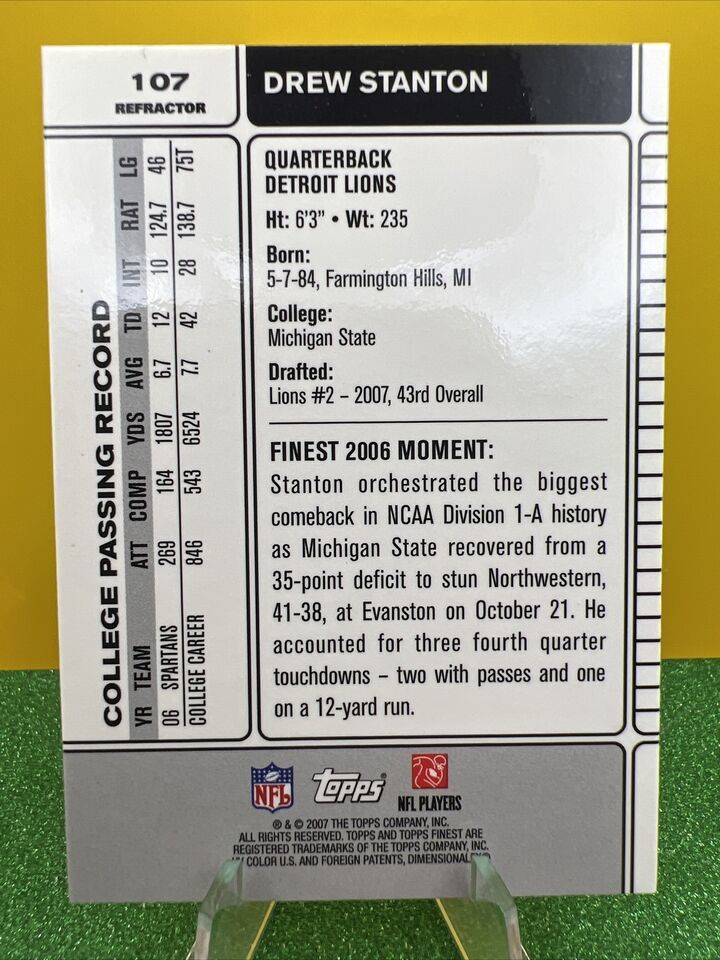 107
REFRACTOR
DREW STANTON
COLLEGE PASSING RECORD
YR TEAM ATT COMP YDS AVG TD INT RAT LG
06 SPARTANS 269 164 1807 6.7 12 10 124.7 46
COLLEGE CAREER 846 543 6524 7.7 42 28 138.7 75T
QUARTERBACK
DETROIT LIONS
Ht: 6'3" • Wt: 235
Born:
5-7-84, Farmington Hills, MI
College:
Michigan State
Drafted:
Lions #2 – 2007, 43rd Overall
FINEST 2006 MOMENT:
Stanton orchestrated the biggest
comeback in NCAA Division 1-A history
as Michigan State recovered from a
35-point deficit to stun Northwestern,
41-38, at Evanston on October 21. He
accounted for three fourth quarter
touchdowns – two with passes and one
on a 12-yard run.
NFL
topps
NFL PLAYERS
® & © 2007 THE TOPPS COMPANY, INC.
ALL RIGHTS RESERVED. TOPPS AND TOPPS FINEST ARE
REGISTERED TRADEMARKS OF THE TOPPS COMPANY, INC.
COLOR U.S. AND FOREIGN PATENTS, DIMENSIONAL